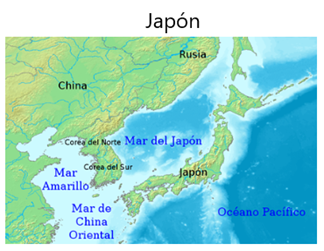 Japón
Rusia
China
Corea del Norte
Mar del Japón
Corea del Sur
Mar
Amarillo
Japón
Mar de
China
Oriental
Océano Pacífico